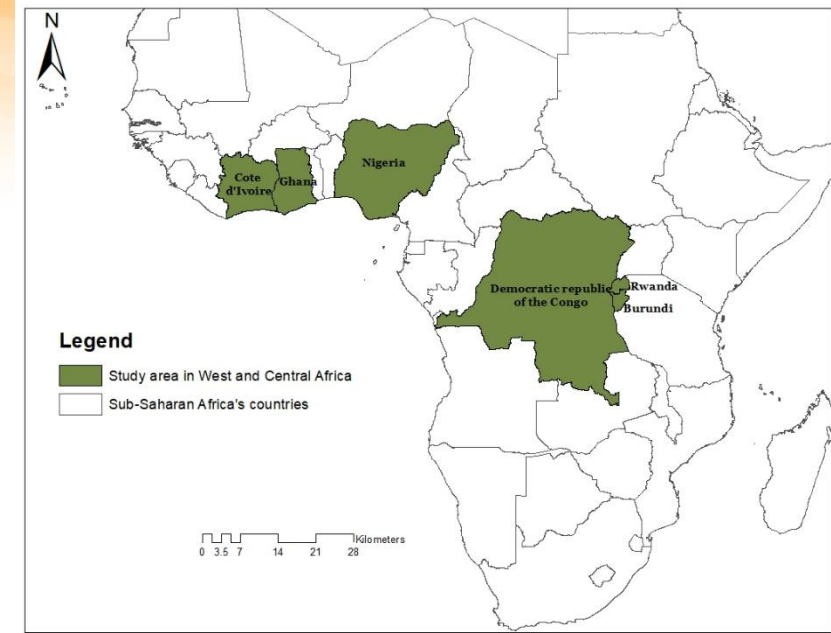 N
Nigeria
Cote
d'Ivoire
Ghana
Democratic republic
of the Congo
Rwanda
Burundi
Legend
Study area in West and Central Africa
Sub-Saharan Africa's countries
Kilometers
0 3.5 7 14 21 28